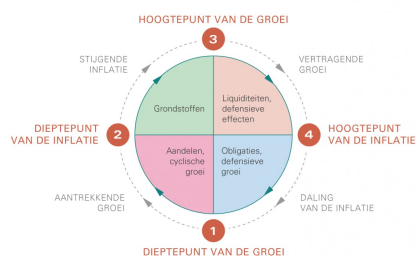 HOOGTEPUNT VAN DE GROEI
3
STIJGENDE
INFLATIE
VERTRAGENDE
GROEI
Grondstoffen
Liquiditeiten,
defensieve
effecten
DIEPTEPUNT
VAN DE INFLATIE
2
4
HOOGTEPUNT
VAN DE INFLATIE
Aandelen,
cyclische
groei
Obligaties,
defensieve
groei
AANTREKKENDE
GROEI
DALING
VAN DE INFLATIE
1
DIEPTEPUNT VAN DE GROEI